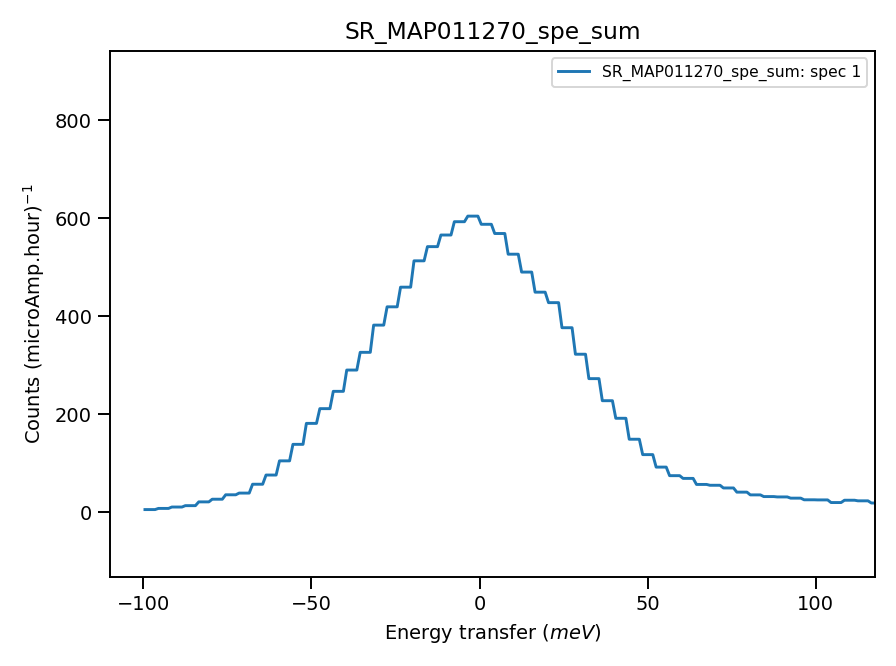 SR_MAP011270_spe_sum
SR_MAP011270_spe_sum: spec 1
Counts (microAmp.hour)⁻¹
800
600
400
200
0
−100
−50
0
50
100
Energy transfer (meV)